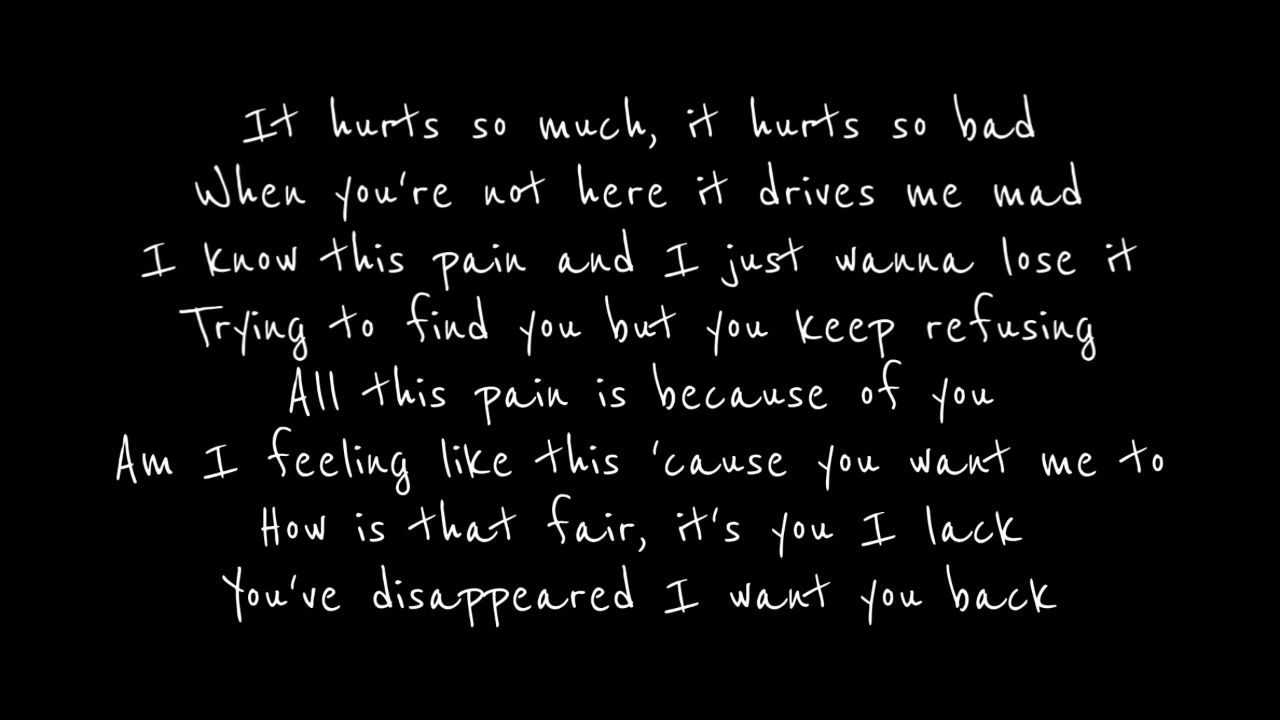 It hurts so much, it hurts so bad
When you're not here it drives me mad
I know this pain and I just wanna lose it
Trying to find you but you keep refusing
All this pain is because of you
Am I feeling like this 'cause you want me to
How is that fair, it's you I lack
You've disappeared I want you back